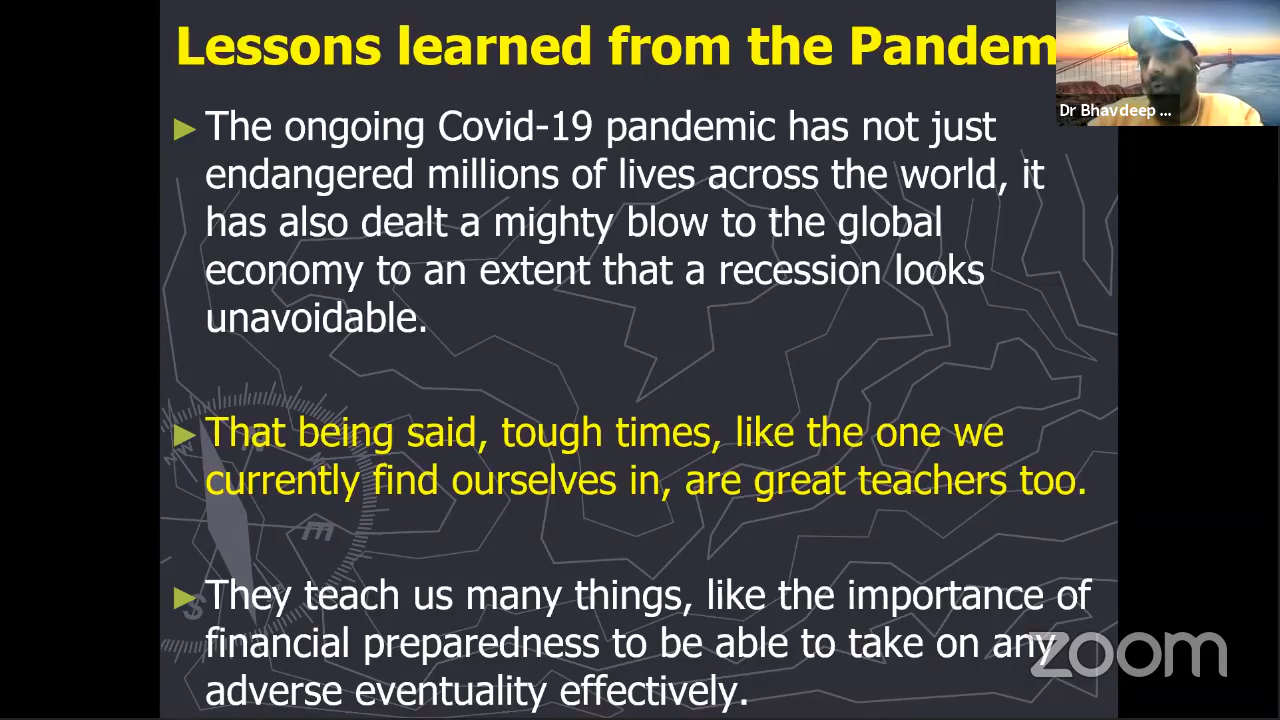 Lessons learned from the Pandem
Dr Bhavdeep ...
► The ongoing Covid-19 pandemic has not just
endangered millions of lives across the world, it
has also dealt a mighty blow to the global
economy to an extent that a recession looks
unavoidable.
► That being said, tough times, like the one we
currently find ourselves in, are great teachers too.
► They teach us many things, like the importance of
financial preparedness to be able to take on any
adverse eventuality effectively.
zoom
N
E
S